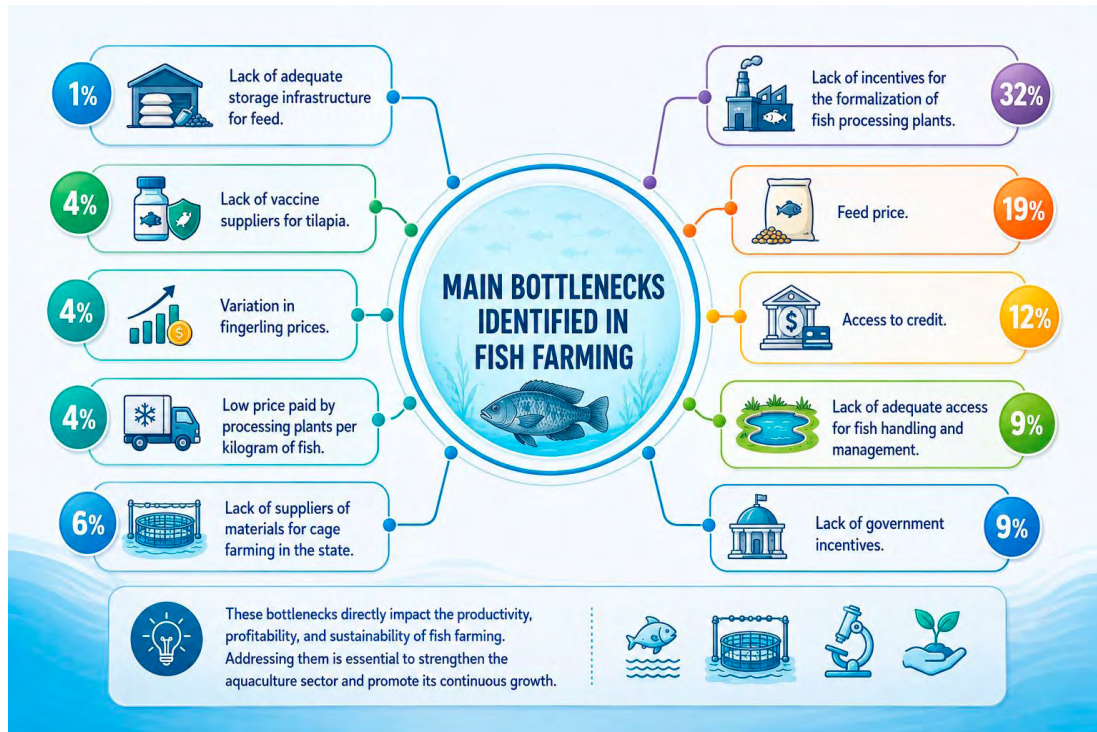 MAIN BOTTLENECKS
IDENTIFIED IN
FISH FARMING
1%
Lack of adequate
storage infrastructure
for feed.
4%
Lack of vaccine
suppliers for tilapia.
4%
Variation in
fingerling prices.
$
4%
Low price paid by
processing plants per
kilogram of fish.
6%
Lack of suppliers of
materials for cage
farming in the state.
Lack of incentives for
the formalization of
fish processing plants.
32%
Feed price.
19%
$
Access to credit.
12%
Lack of adequate access
for fish handling and
management.
9%
Lack of government
incentives.
9%
These bottlenecks directly impact the productivity,
profitability, and sustainability of fish farming.
Addressing them is essential to strengthen the
aquaculture sector and promote its continuous growth.